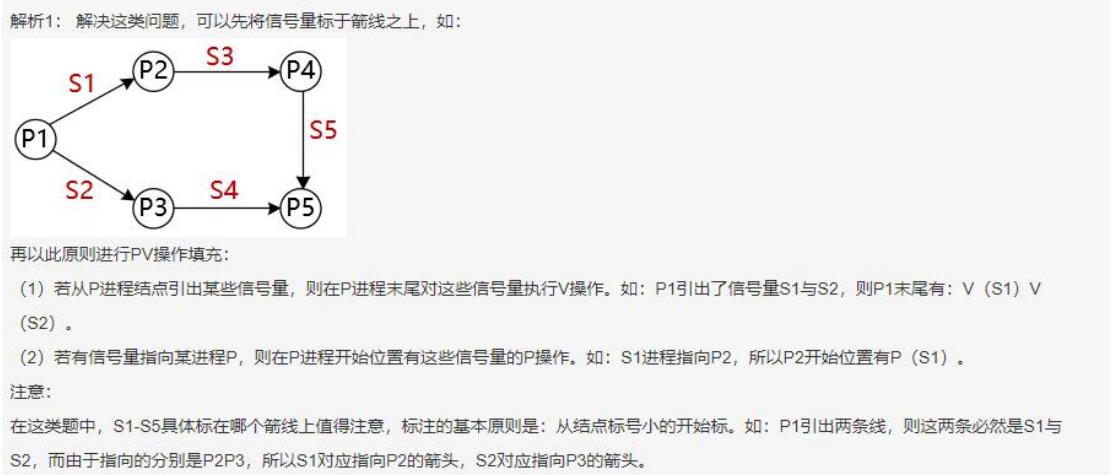 解析1： 解决这类问题，可以先将信号量标于箭线之上，如：
S1
P2
S3
P4
P1
S5
S2
P3
S4
P5
再以此原则进行PV操作填充：
（1）若从P进程结点引出某些信号量，则在P进程末尾对这些信号量执行V操作。如：P1引出了信号量S1与S2，则P1末尾有：V（S1）V
（S2）。
（2）若有信号量指向某进程P，则在P进程开始位置有这些信号量的P操作。如：S1进程指向P2，所以P2开始位置有P（S1）。
注意：
在这类题中，S1-S5具体标在哪个箭线上值得注意，标注的基本原则是：从结点标号小的开始标。如：P1引出两条线，则这两条必然是S1与
S2，而由于指向的分别是P2P3，所以S1对应指向P2的箭头，S2对应指向P3的箭头。